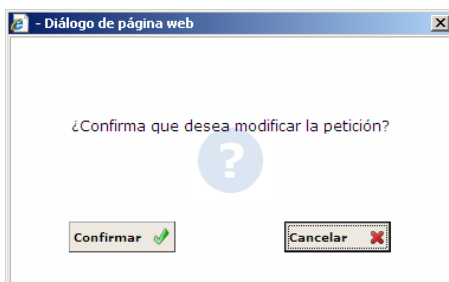 - Diálogo de página web
¿Confirma que desea modificar la petición?
?
Confirmar
Cancelar